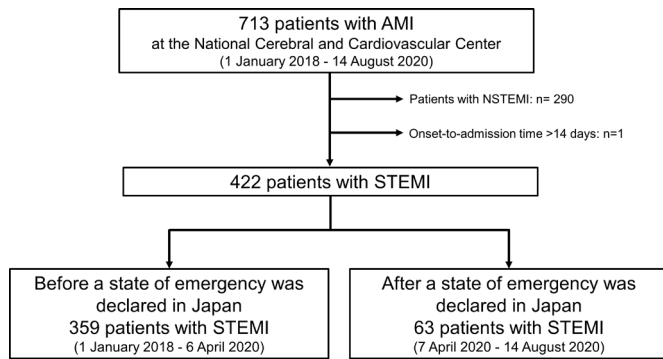 713 patients with AMI
at the National Cerebral and Cardiovascular Center
(1 January 2018 - 14 August 2020)
Patients with NSTEMI: n= 290
Onset-to-admission time >14 days: n=1
422 patients with STEMI
Before a state of emergency was
declared in Japan
359 patients with STEMI
(1 January 2018 - 6 April 2020)
After a state of emergency was
declared in Japan
63 patients with STEMI
(7 April 2020 - 14 August 2020)